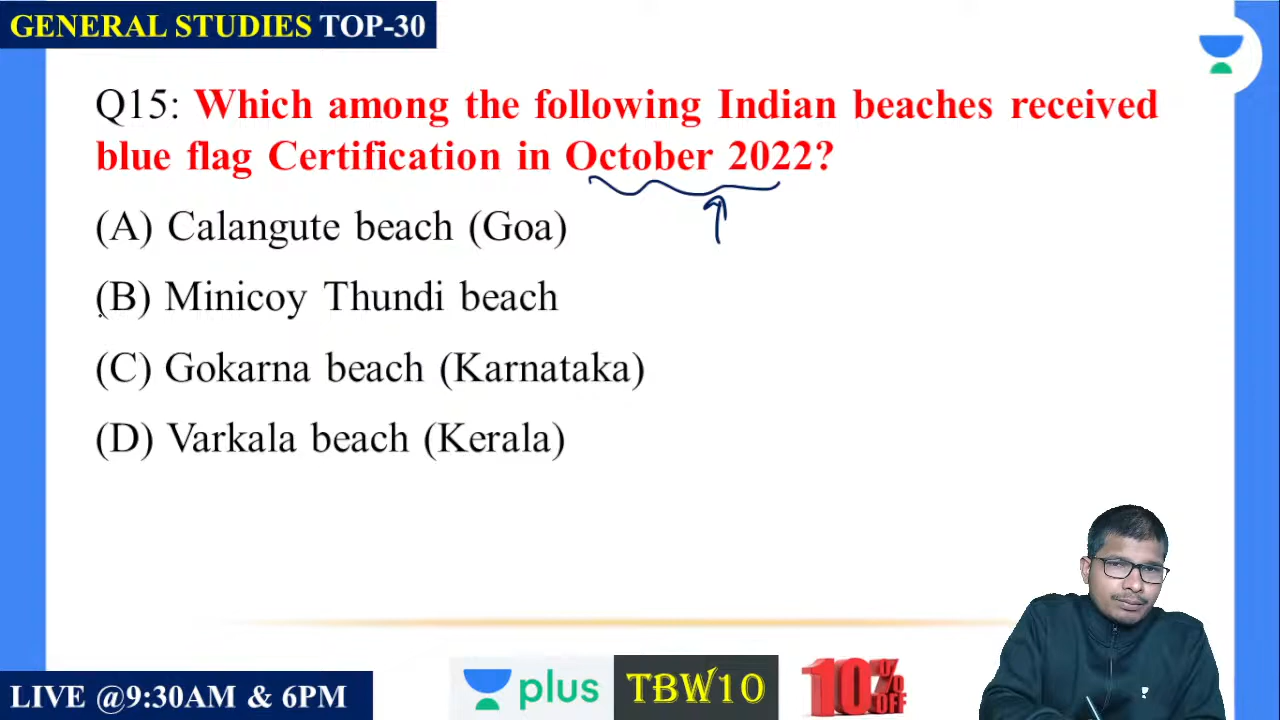 GENERAL STUDIES TOP-30
Q15: Which among the following Indian beaches received
blue flag Certification in October 2022?
(A) Calangute beach (Goa)
(B) Minicoy Thundi beach
(C) Gokarna beach (Karnataka)
(D) Varkala beach (Kerala)
LIVE @9:30AM & 6PM
plus
TBW10
10% OFF